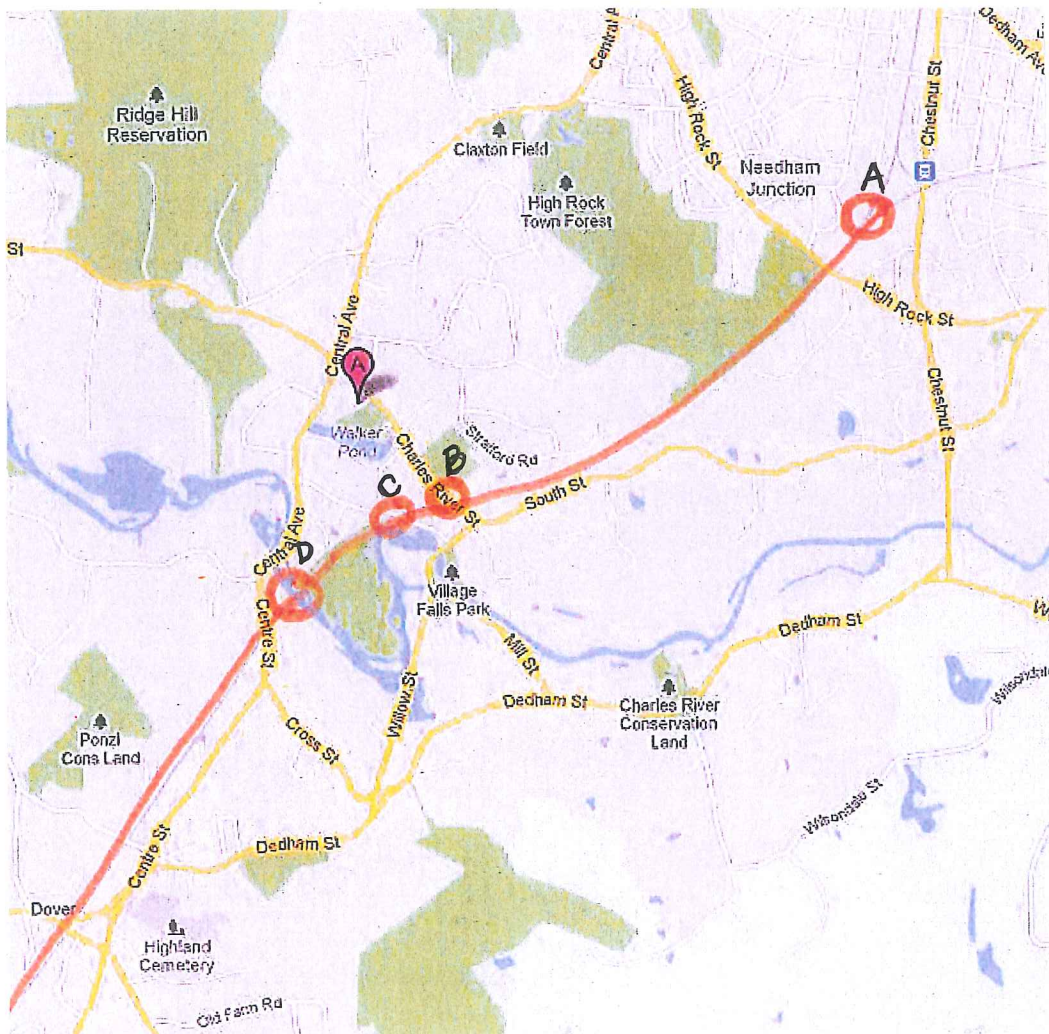 Central A
Dedham Ave
Chestnut St
Ridge Hill
Reservation
Claxton Field
High Rock St
Needham
Junction
A
High Rock
Town Forest
St
Central Ave
High Rock St
A
Chestnut St
Walker
Pond
Charles River St
Stratford Rd
B
C
South St
Central Ave
D
Village
Falls Park
Centre St
Mill St
Dedham St
W
Willow St
Dedham St
Charles River
Conservation
Land
Wilsondale
Ponzi
Cons Land
Cross St
Wilsondale St
Dedham St
Centre St
Dover
Highland
Cemetery
Old Farm Rd